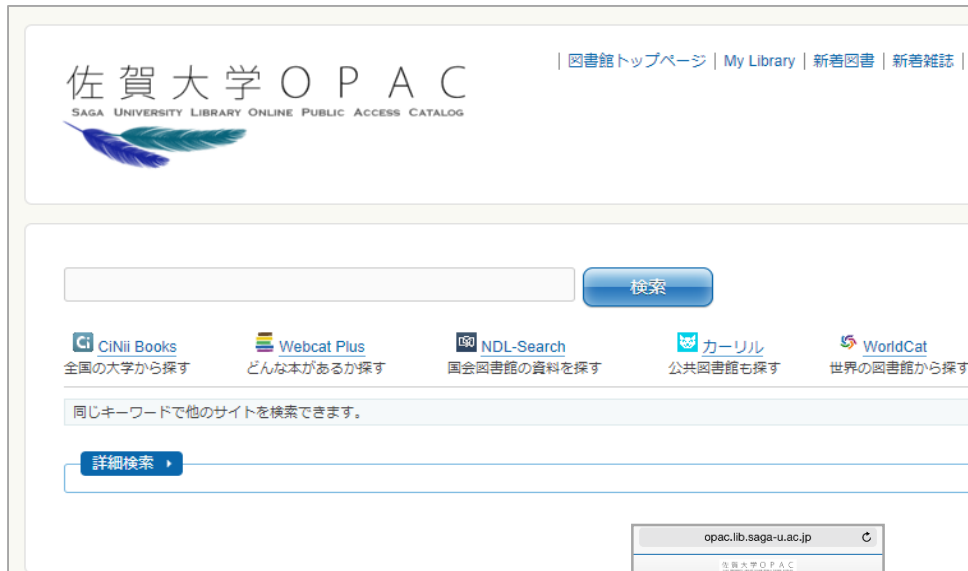 ｜図書館トップページ｜My Library｜新着図書｜新着雑誌｜
佐賀大学OPAC
SAGA UNIVERSITY LIBRARY ONLINE PUBLIC ACCESS CATALOG
検索
Ci CiNii Books
全国の大学から探す
Webcat Plus
どんな本があるか探す
NDL-Search
国会図書館の資料を探す
カーリル
公共図書館も探す
WorldCat
世界の図書館から探す
同じキーワードで他のサイトを検索できます。
詳細検索
opac.lib.saga-u.ac.jp
佐賀大学OPAC